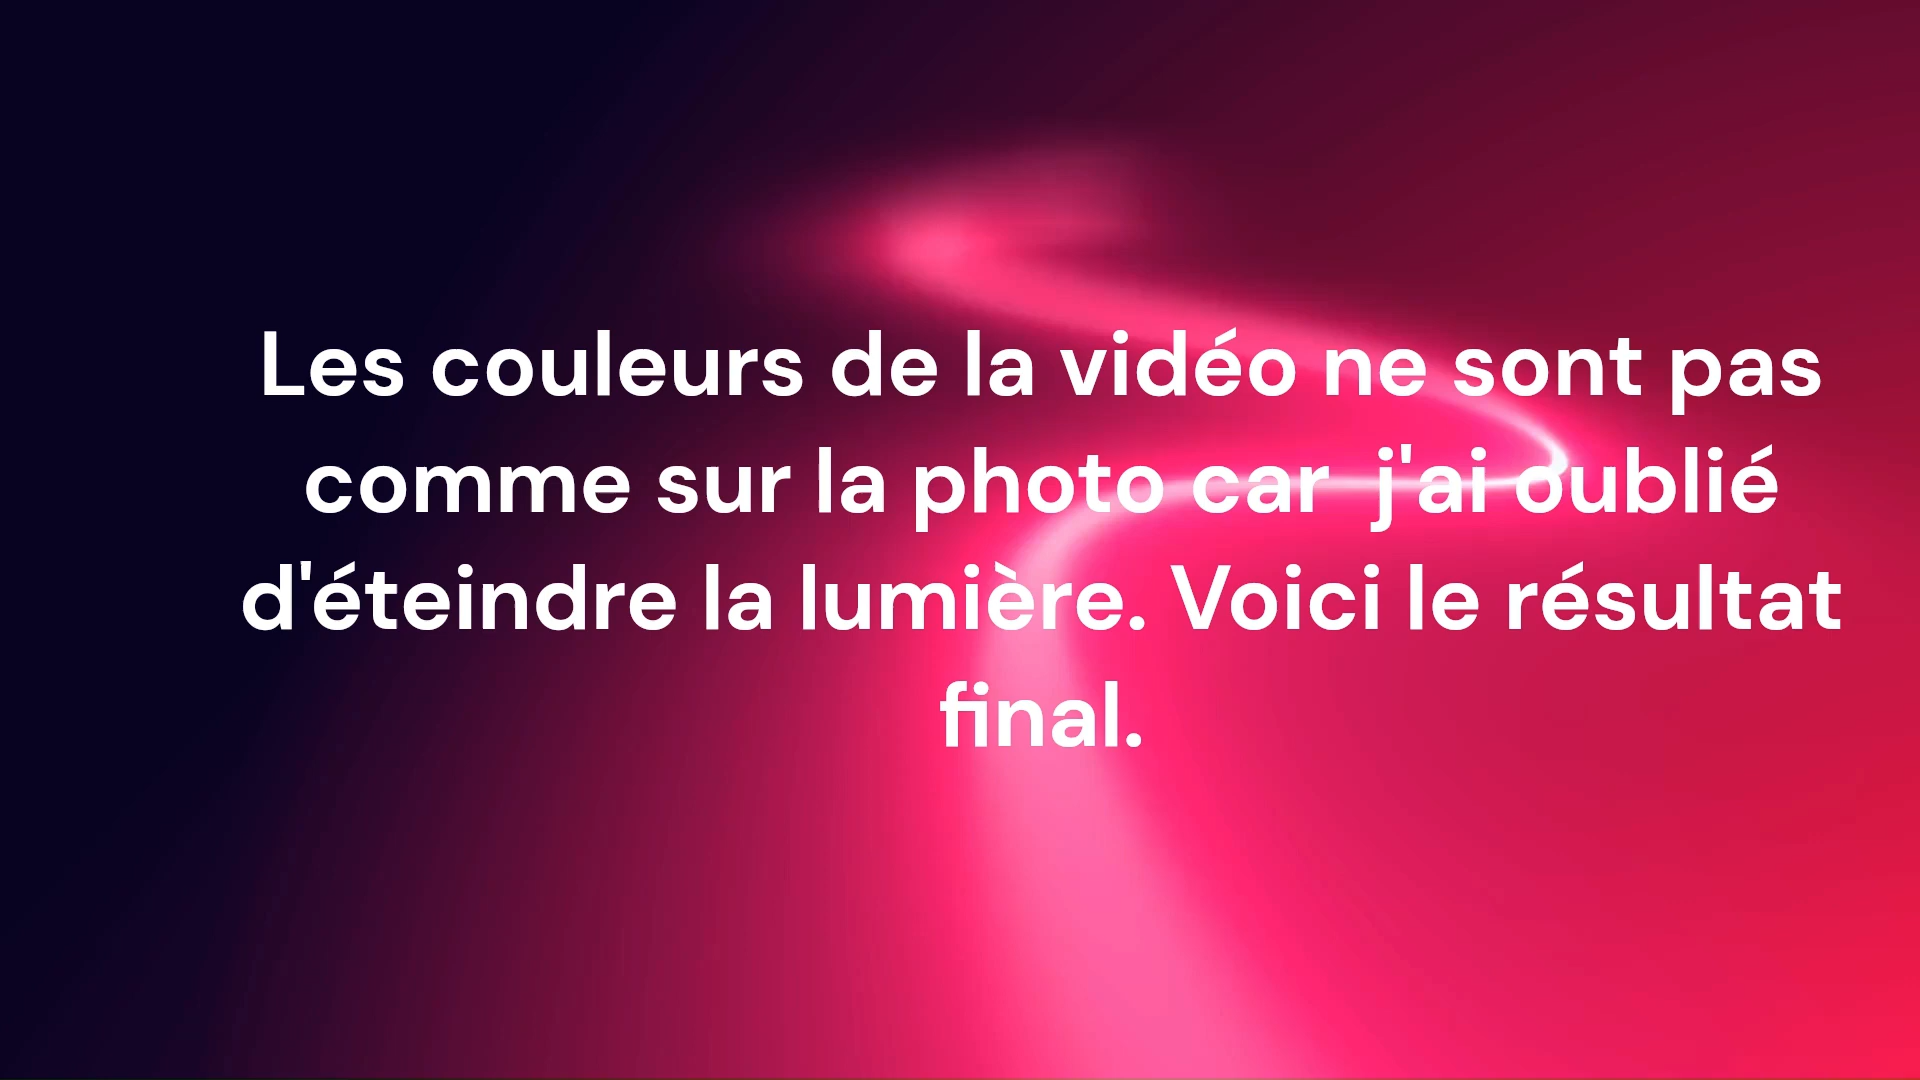 Les couleurs de la vidéo ne sont pas
comme sur la photo car  j'ai oublié
d'éteindre la lumière. Voici le résultat
final.